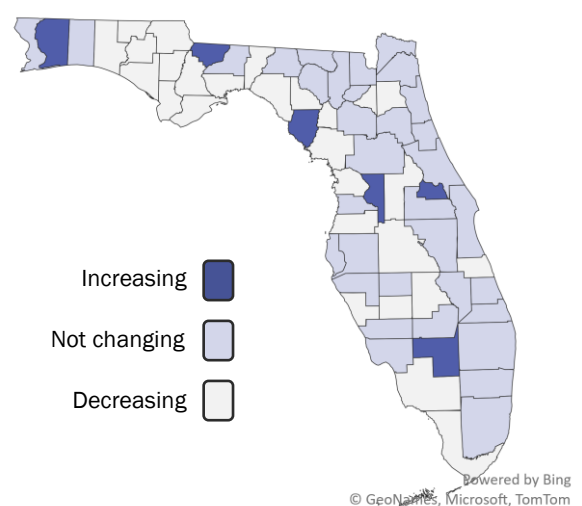 Increasing
Not changing
Decreasing
Powered by Bing
© GeoNames, Microsoft, TomTom